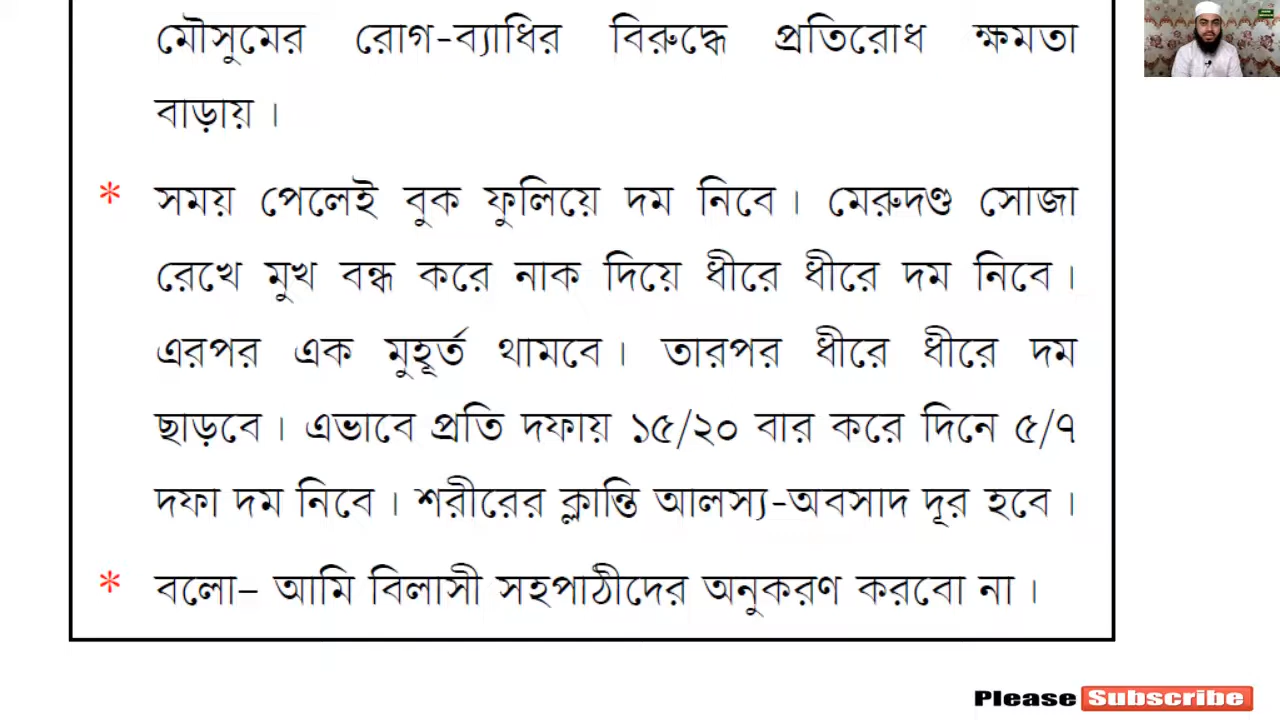 মৌসুমের রোগ-ব্যাধির বিরুদ্ধে প্রতিরোধ ক্ষমতা
বাড়ায়।
* সময় পেলেই বুক ফুলিয়ে দম নিবে। মেরুদণ্ড সোজা
রেখে মুখ বন্ধ করে নাক দিয়ে ধীরে ধীরে দম নিবে।
এরপর এক মুহূর্ত থামবে। তারপর ধীরে ধীরে দম
ছাড়বে। এভাবে প্রতি দফায় ১৫/২০ বার করে দিনে ৫/৭
দফা দম নিবে। শরীরের ক্লান্তি আলস্য-অবসাদ দূর হবে।
* বলো– আমি বিলাসী সহপাঠীদের অনুকরণ করবো না।
Please Subscribe